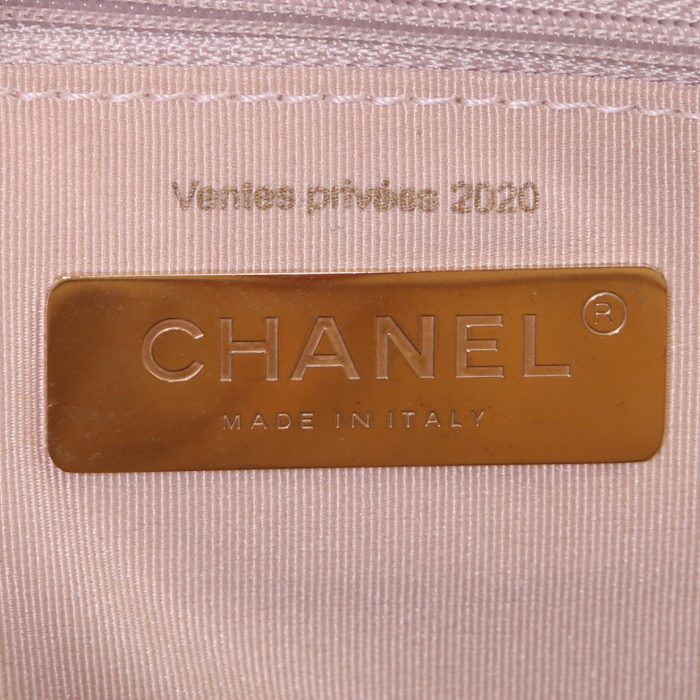 Ventes privées 2020
CHANEL®
MADE IN ITALY